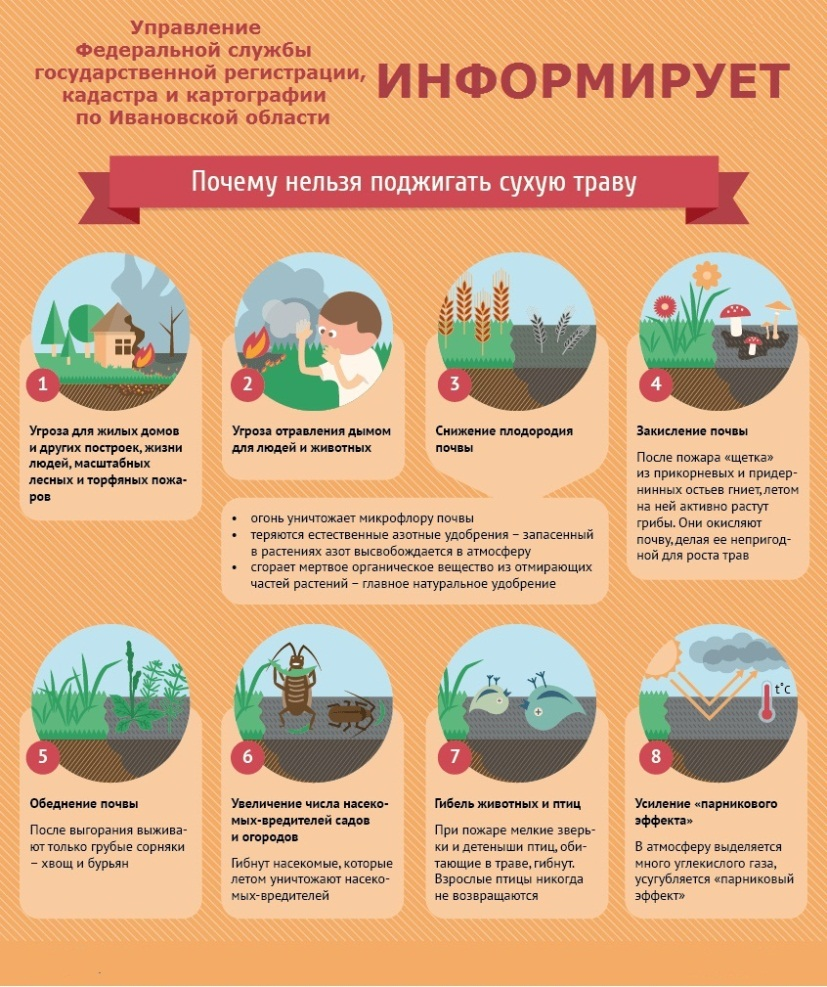 Управление
Федеральной службы
государственной регистрации,
кадастра и картографии
по Ивановской области
ИНФОРМИРУЕТ
Почему нельзя поджигать сухую траву
1
Угроза для жилых домов
и других построек, жизни
людей, масштабных
лесных и торфяных пожа-
ров
2
Угроза отравления дымом
для людей и животных
3
Снижение плодородия
почвы
• огонь уничтожает микрофлору почвы
• теряются естественные азотные удобрения – запасенный
в растениях азот высвобождается в атмосферу
• сгорает мертвое органическое вещество из отмирающих
частей растений – главное натуральное удобрение
4
Закисление почвы
После пожара «щетка»
из прикорневых и придер-
нинных остьев гниет, летом
на ней активно растут
грибы. Они окисляют
почву, делая ее непригод-
ной для роста трав
5
Обеднение почвы
После выгорания выжива-
ют только грубые сорняки
– хвощ и бурьян
6
Увеличение числа насеко-
мых-вредителей садов
и огородов
Гибнут насекомые, которые
летом уничтожают насеко-
мых-вредителей
7
Гибель животных и птиц
При пожаре мелкие зверь-
ки и детеныши птиц, оби-
тающие в траве, гибнут.
Взрослые птицы никогда
не возвращаются
t°c
8
Усиление «парникового
эффекта»
В атмосферу выделяется
много углекислого газа,
усугубляется «парниковый
эффект»